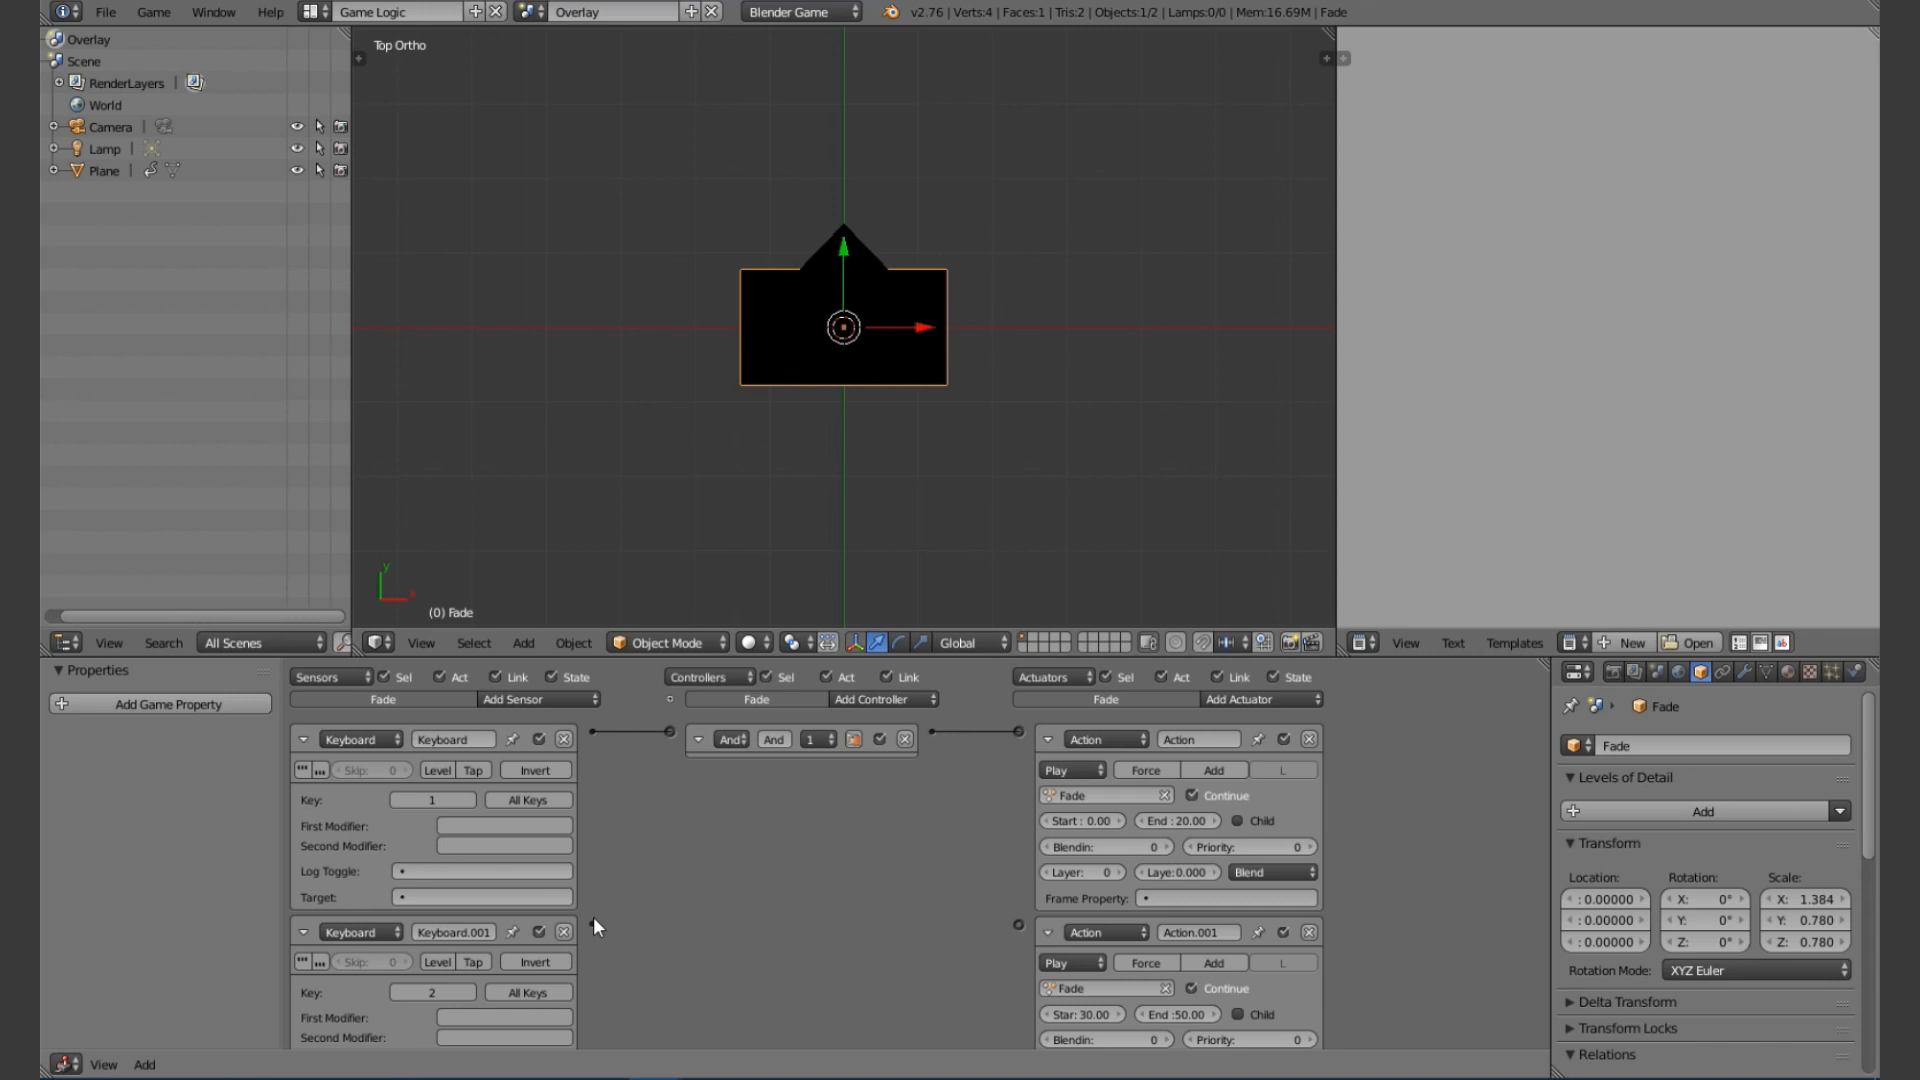 File Game Window Help Game Logic Overlay Blender Game v2.76 | Verts:4 | Faces:1 | Tris:2 | Objects:1/2 | Lamps:0/0 | Mem:16.69M | Fade
Overlay
Scene
RenderLayers |
World
Camera |
Lamp |
Plane |
Top Ortho
y
x
(0) Fade
View Search All Scenes
View Select Add Object Object Mode Global
View Text Templates New Open
Properties
Add Game Property
Sensors Sel Act Link State
Fade Add Sensor
Keyboard Keyboard
Skip: 0 Level Tap Invert
Key: 1 All Keys
First Modifier:
Second Modifier:
Log Toggle:
Target:
Keyboard Keyboard.001
Skip: 0 Level Tap Invert
Key: 2 All Keys
First Modifier:
Second Modifier:
Controllers Sel Act Link
Fade Add Controller
And And 1
Actuators Sel Act Link State
Fade Add Actuator
Action Action
Play Force Add L
Fade Continue
Start: 0.00 End :20.00 Child
Blendin: 0 Priority: 0
Layer: 0 Laye:0.000 Blend
Frame Property:
Action Action.001
Play Force Add L
Fade Continue
Star: 30.00 End :50.00 Child
Blendin: 0 Priority: 0
Fade
Fade
Levels of Detail
Add
Transform
Location: Rotation: Scale:
: 0.00000 X: 0° X: 1.384
: 0.00000 Y: 0° Y: 0.780
: 0.00000 Z: 0° Z: 0.780
Rotation Mode: XYZ Euler
Delta Transform
Transform Locks
Relations
View Add